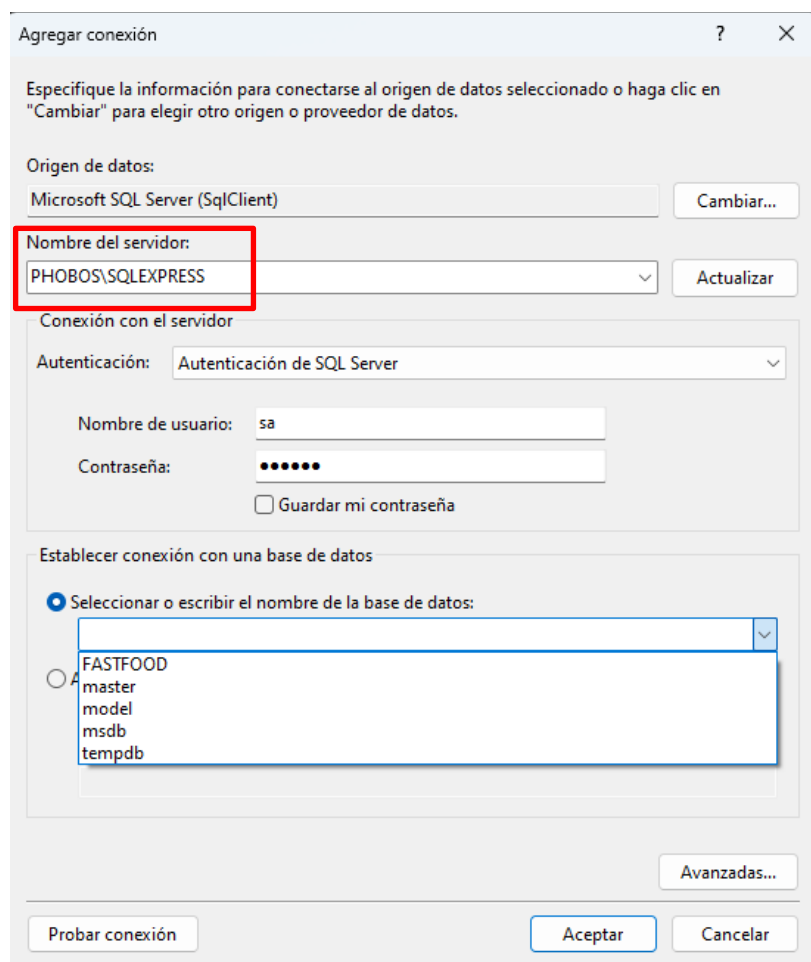 Agregar conexión
?
Especifique la información para conectarse al origen de datos seleccionado o haga clic en
"Cambiar" para elegir otro origen o proveedor de datos.
Origen de datos:
Microsoft SQL Server (SqlClient)
Cambiar...
Nombre del servidor:
PHOBOS\SQLEXPRESS
Actualizar
Conexión con el servidor
Autenticación:
Autenticación de SQL Server
Nombre de usuario:
sa
Contraseña:
●●●●●●
Guardar mi contraseña
Establecer conexión con una base de datos
Seleccionar o escribir el nombre de la base de datos:
FASTFOOD
master
model
msdb
tempdb
Avanzadas...
Probar conexión
Aceptar
Cancelar